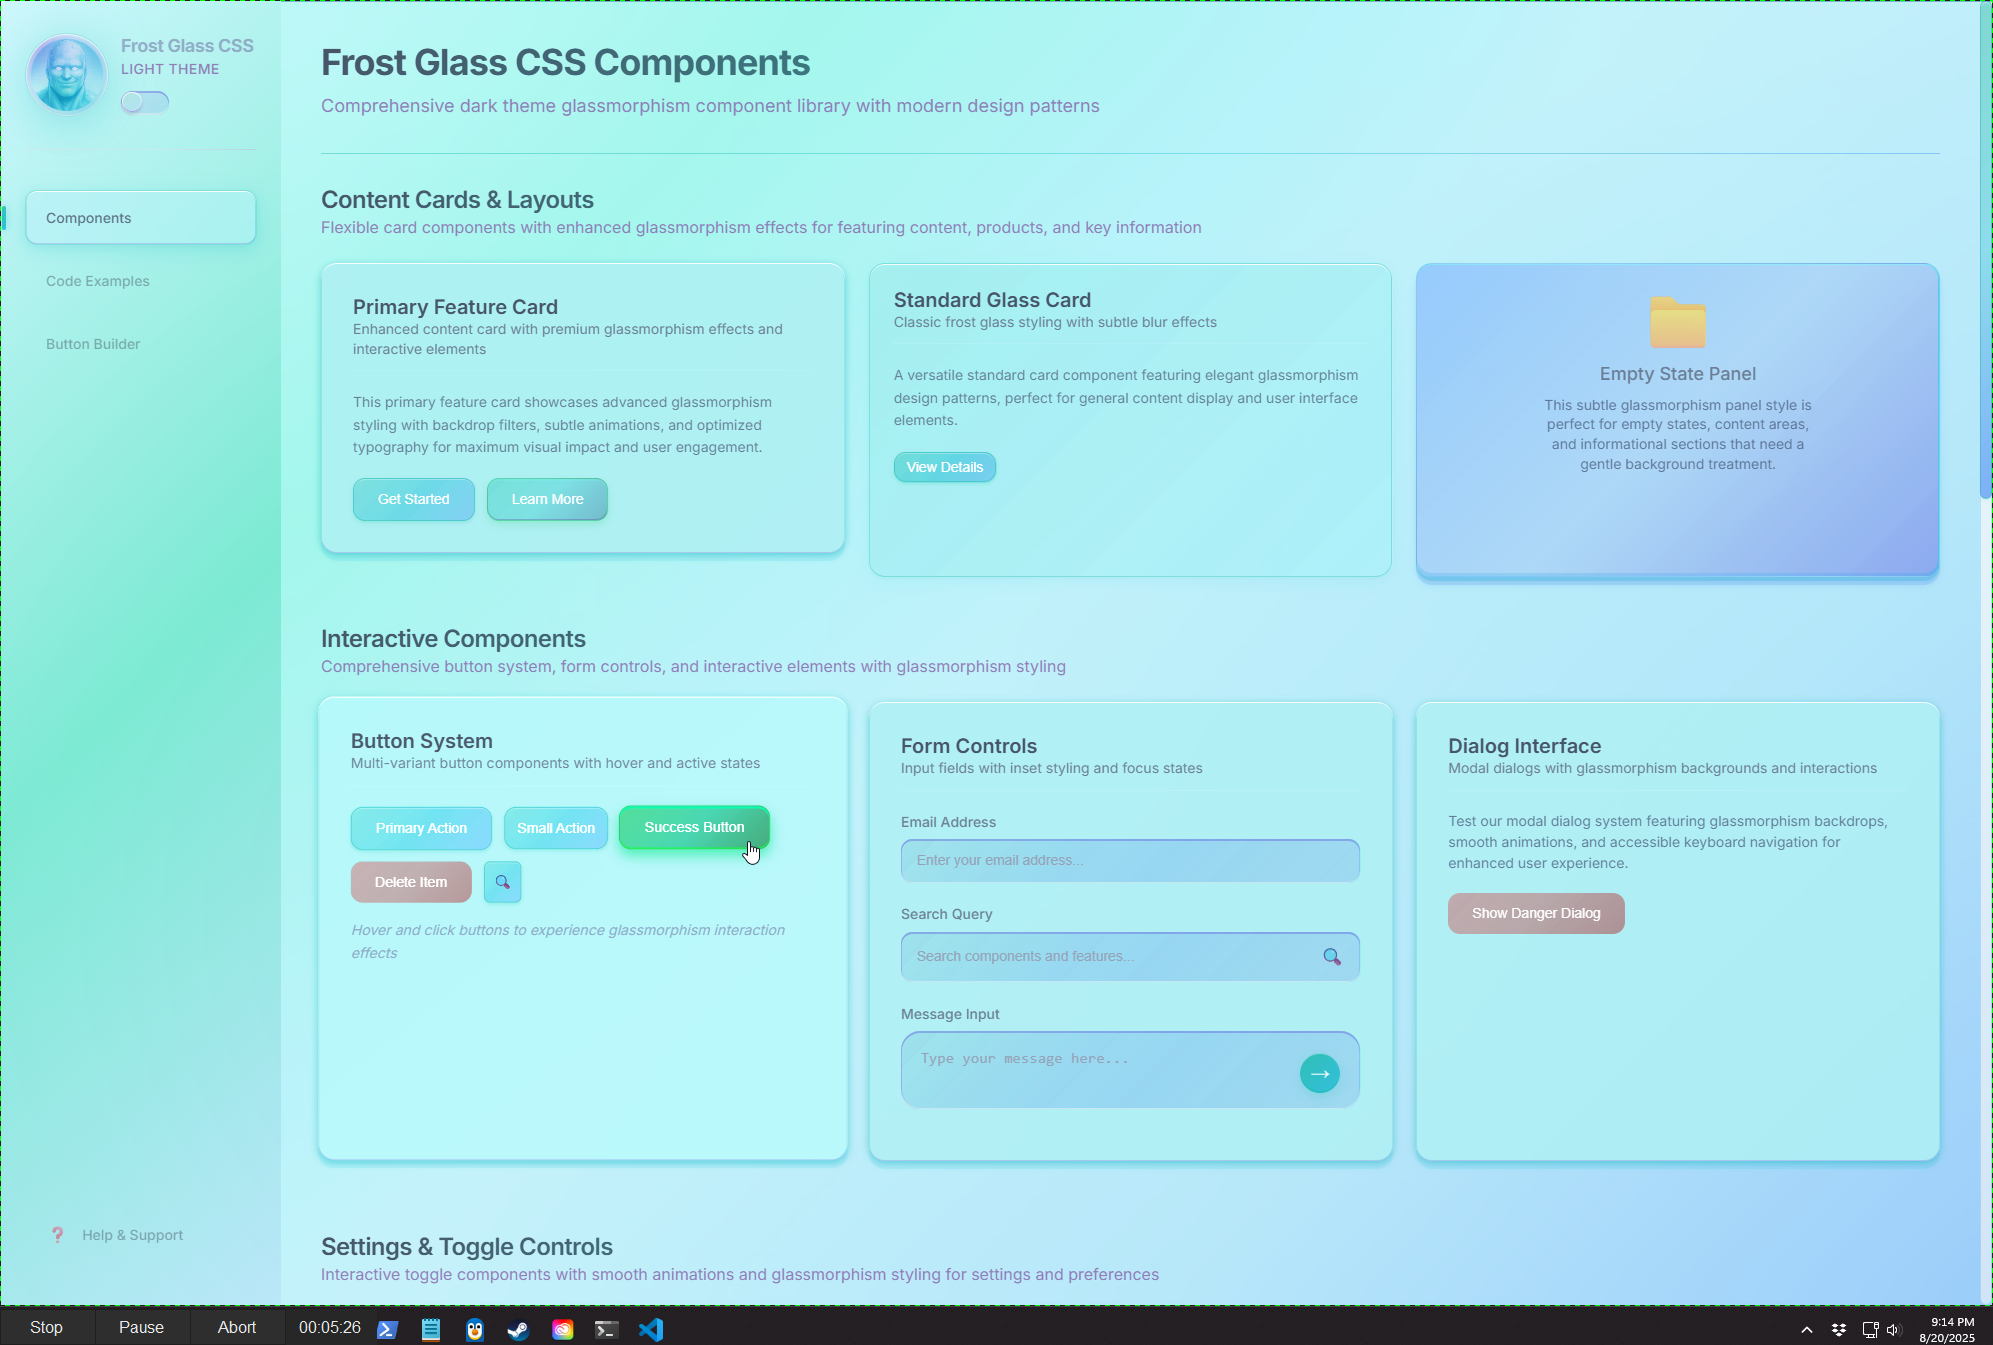 Frost Glass CSS
LIGHT THEME
Components
Code Examples
Button Builder
Help & Support
Frost Glass CSS Components
Comprehensive dark theme glassmorphism component library with modern design patterns
Content Cards & Layouts
Flexible card components with enhanced glassmorphism effects for featuring content, products, and key information
Primary Feature Card
Enhanced content card with premium glassmorphism effects and
interactive elements
This primary feature card showcases advanced glassmorphism
styling with backdrop filters, subtle animations, and optimized
typography for maximum visual impact and user engagement.
Get Started
Learn More
Standard Glass Card
Classic frost glass styling with subtle blur effects
A versatile standard card component featuring elegant glassmorphism
design patterns, perfect for general content display and user interface
elements.
View Details
Empty State Panel
This subtle glassmorphism panel style is
perfect for empty states, content areas,
and informational sections that need a
gentle background treatment.
Interactive Components
Comprehensive button system, form controls, and interactive elements with glassmorphism styling
Button System
Multi-variant button components with hover and active states
Primary Action
Small Action
Success Button
Delete Item
Hover and click buttons to experience glassmorphism interaction
effects
Form Controls
Input fields with inset styling and focus states
Email Address
Enter your email address...
Search Query
Search components and features...
Message Input
Type your message here...
Dialog Interface
Modal dialogs with glassmorphism backgrounds and interactions
Test our modal dialog system featuring glassmorphism backdrops,
smooth animations, and accessible keyboard navigation for
enhanced user experience.
Show Danger Dialog
Settings & Toggle Controls
Interactive toggle components with smooth animations and glassmorphism styling for settings and preferences
Stop
Pause
Abort
00:05:26
9:14 PM
8/20/2025